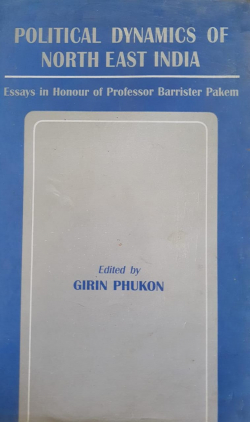 POLITICAL DYNAMICS OF
NORTH EAST INDIA
Essays in Honour of Professor Barrister Pakem
Edited by
GIRIN PHUKON